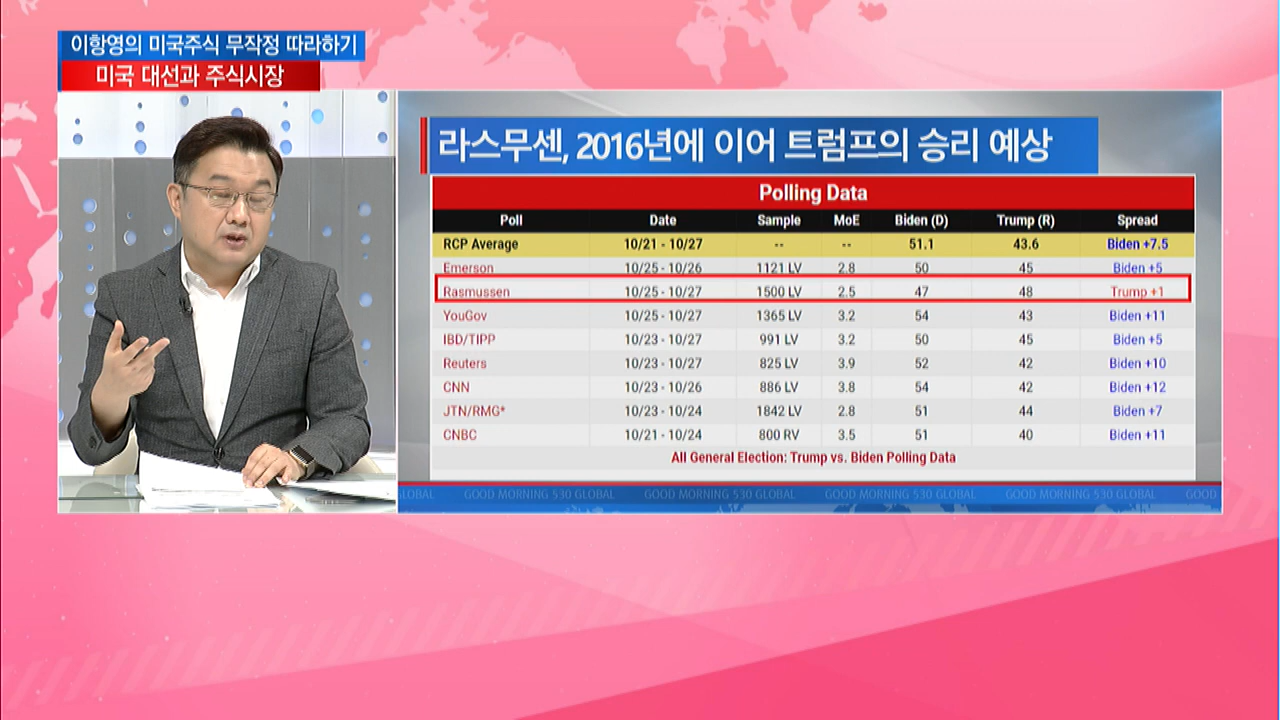 이항영의 미국주식 무작정 따라하기
미국 대선과 주식시장
라스무센, 2016년에 이어 트럼프의 승리 예상
Polling Data
Poll Date Sample MoE Biden (D) Trump (R) Spread
RCP Average 10/21 - 10/27 -- -- 51.1 43.6 Biden +7.5
Emerson 10/25 - 10/26 1121 LV 2.8 50 45 Biden +5
Rasmussen 10/25 - 10/27 1500 LV 2.5 47 48 Trump +1
YouGov 10/25 - 10/27 1365 LV 3.2 54 43 Biden +11
IBD/TIPP 10/23 - 10/27 991 LV 3.2 50 45 Biden +5
Reuters 10/23 - 10/27 825 LV 3.9 52 42 Biden +10
CNN 10/23 - 10/26 886 LV 3.8 54 42 Biden +12
JTN/RMG* 10/23 - 10/24 1842 LV 2.8 51 44 Biden +7
CNBC 10/21 - 10/24 800 RV 3.5 51 40 Biden +11
All General Election: Trump vs. Biden Polling Data
GLOBAL GOOD MORNING 530 GLOBAL GOOD MORNING 530 GLOBAL GOOD MORNING 530 GLOBAL GOOD MORNING 530 GLOBAL GOOD